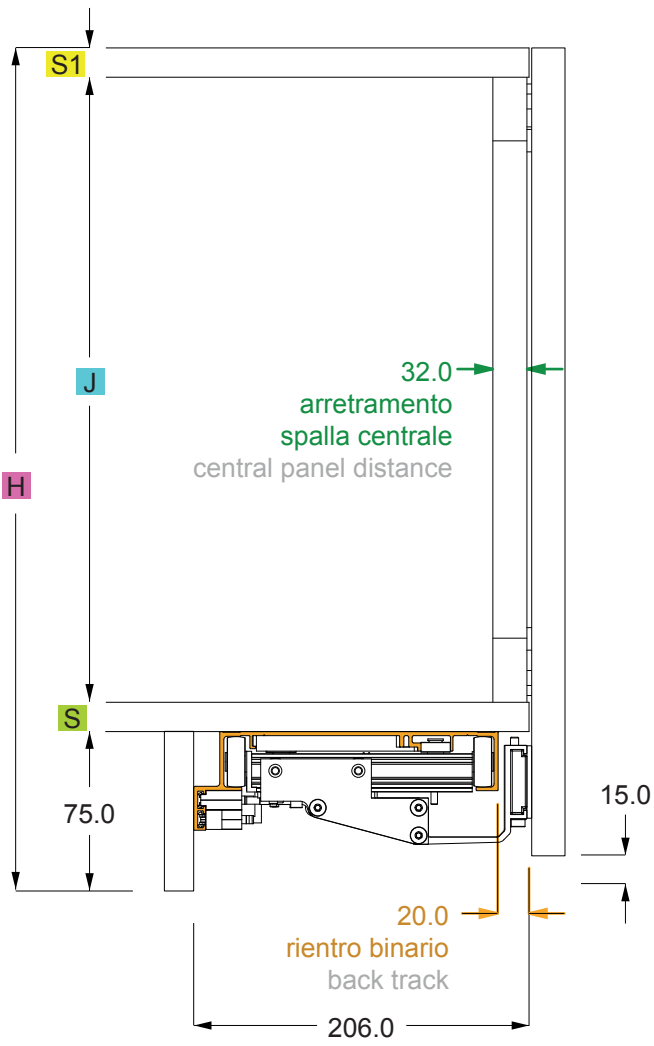 S1
32.0
arretramento
spalla centrale
central panel distance
J
H
S
75.0
15.0
20.0
rientro binario
back track
206.0